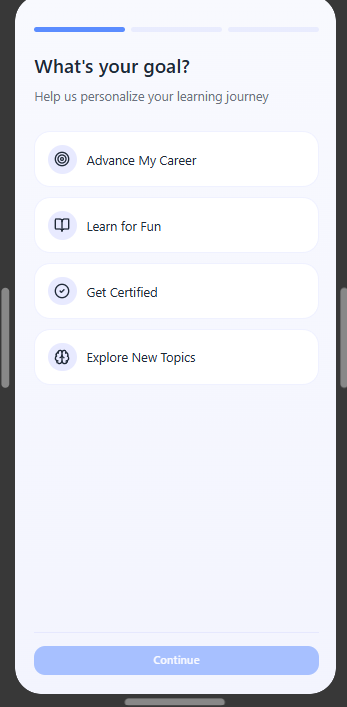 What's your goal?
Help us personalize your learning journey
Advance My Career
Learn for Fun
Get Certified
Explore New Topics
Continue